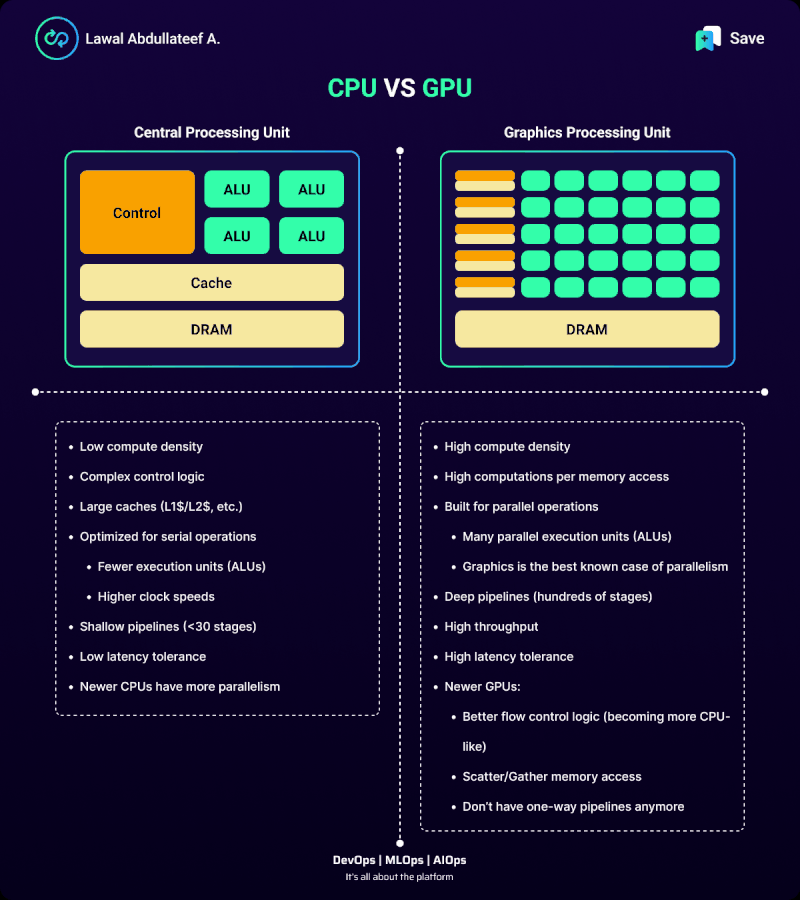 Lawal Abdullateef A.
Save
CPU VS GPU
Central Processing Unit
Control
ALU
ALU
ALU
ALU
Cache
DRAM
Graphics Processing Unit
DRAM
• Low compute density
• Complex control logic
• Large caches (L1$/L2$, etc.)
• Optimized for serial operations
• Fewer execution units (ALUs)
• Higher clock speeds
• Shallow pipelines (<30 stages)
• Low latency tolerance
• Newer CPUs have more parallelism
• High compute density
• High computations per memory access
• Built for parallel operations
• Many parallel execution units (ALUs)
• Graphics is the best known case of parallelism
• Deep pipelines (hundreds of stages)
• High throughput
• High latency tolerance
• Newer GPUs:
• Better flow control logic (becoming more CPU-
like)
• Scatter/Gather memory access
• Don't have one-way pipelines anymore
DevOps | MLOps | AIOps
It's all about the platform